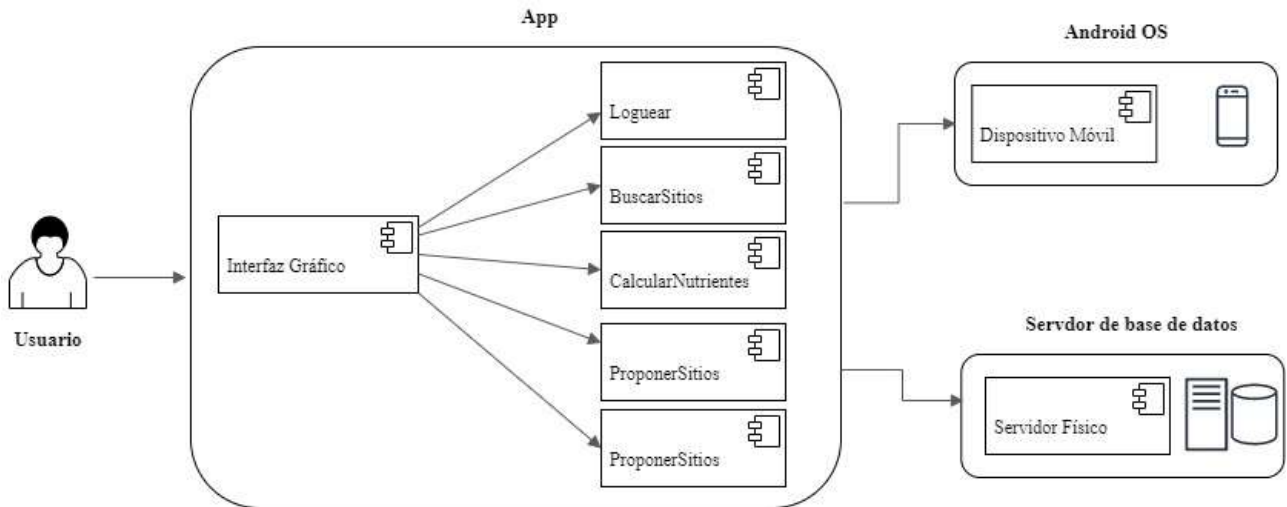 App
Android OS
Loguear
Dispositivo Móvil
BuscarSitios
Interfaz Gráfico
CalcularNutrientes
Usuario
Servdor de base de datos
ProponerSitios
Servidor Físico
ProponerSitios